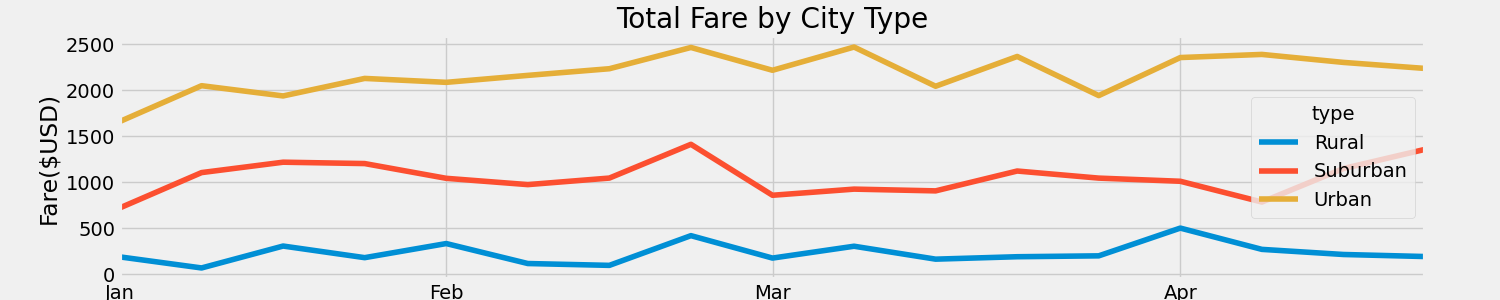 Total Fare by City Type
Fare($USD)
2500
2000
1500
1000
500
0
Jan
Feb
Mar
Apr
type
Rural
Suburban
Urban